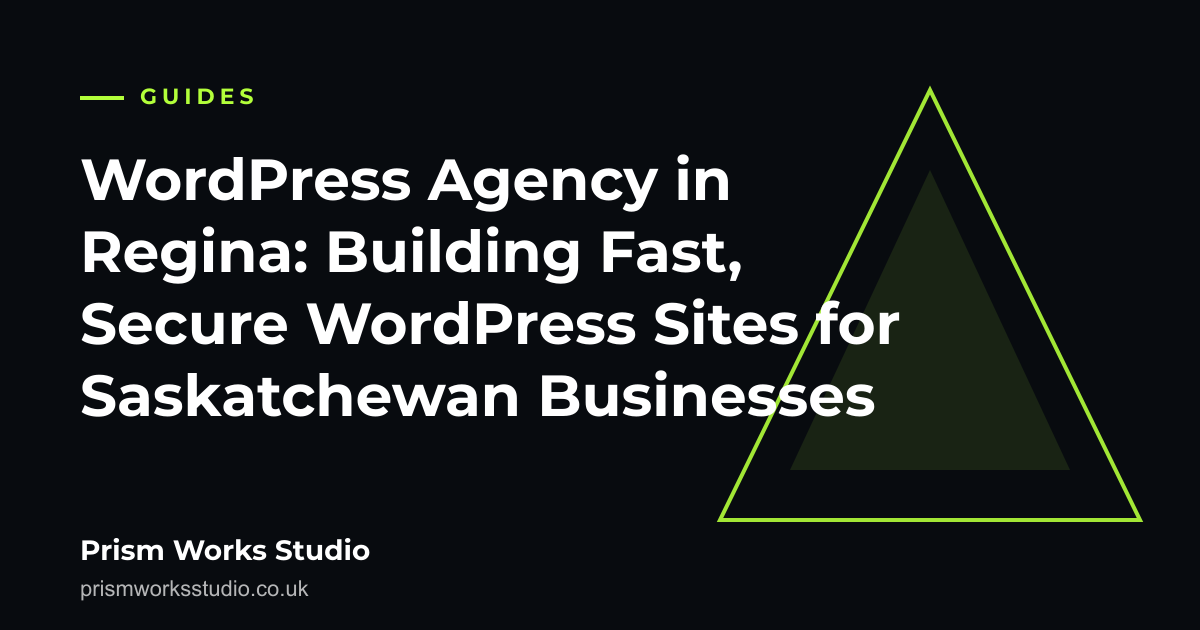 GUIDES
WordPress Agency in
Regina: Building Fast,
Secure WordPress Sites for
Saskatchewan Businesses
Prism Works Studio
prismworksstudio.co.uk